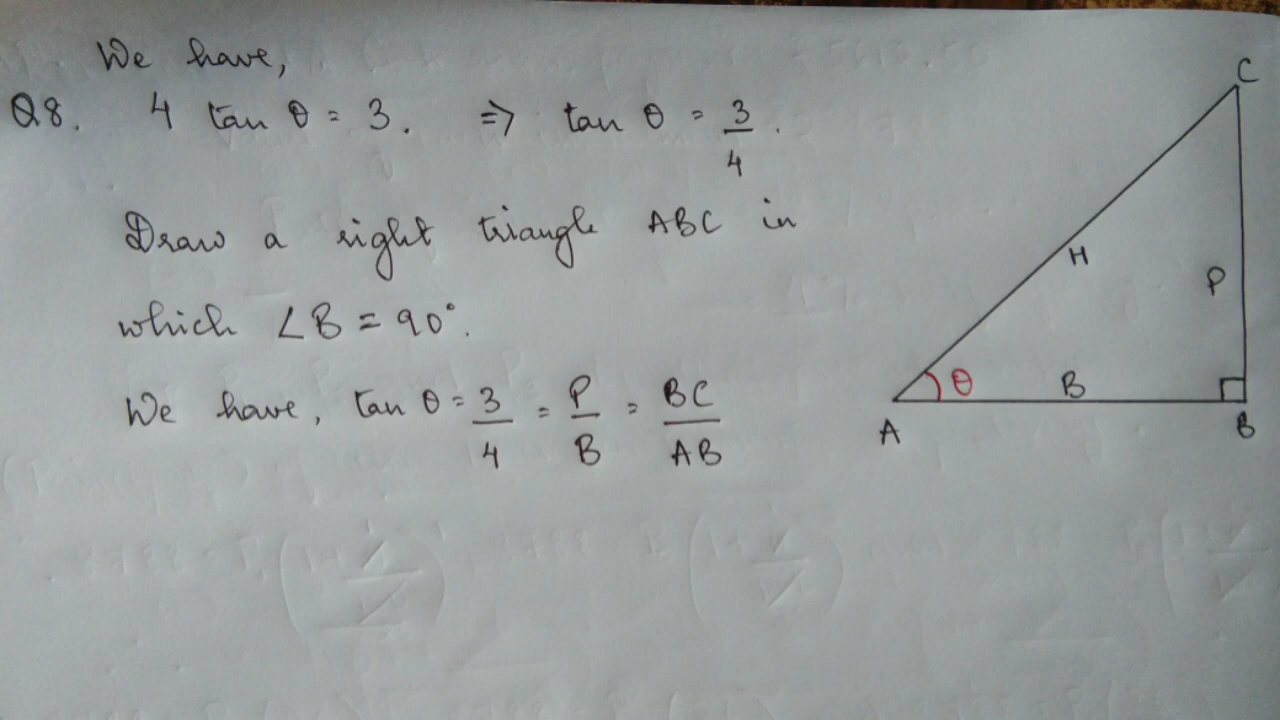 We have,
Q8. 4 tan θ = 3. ⇒ tan θ = 3/4.
Draw a right triangle ABC in
which ∠B = 90°.
We have, tan θ = 3/4 = P/B = BC/AB
C
H
P
θ
B
A
B